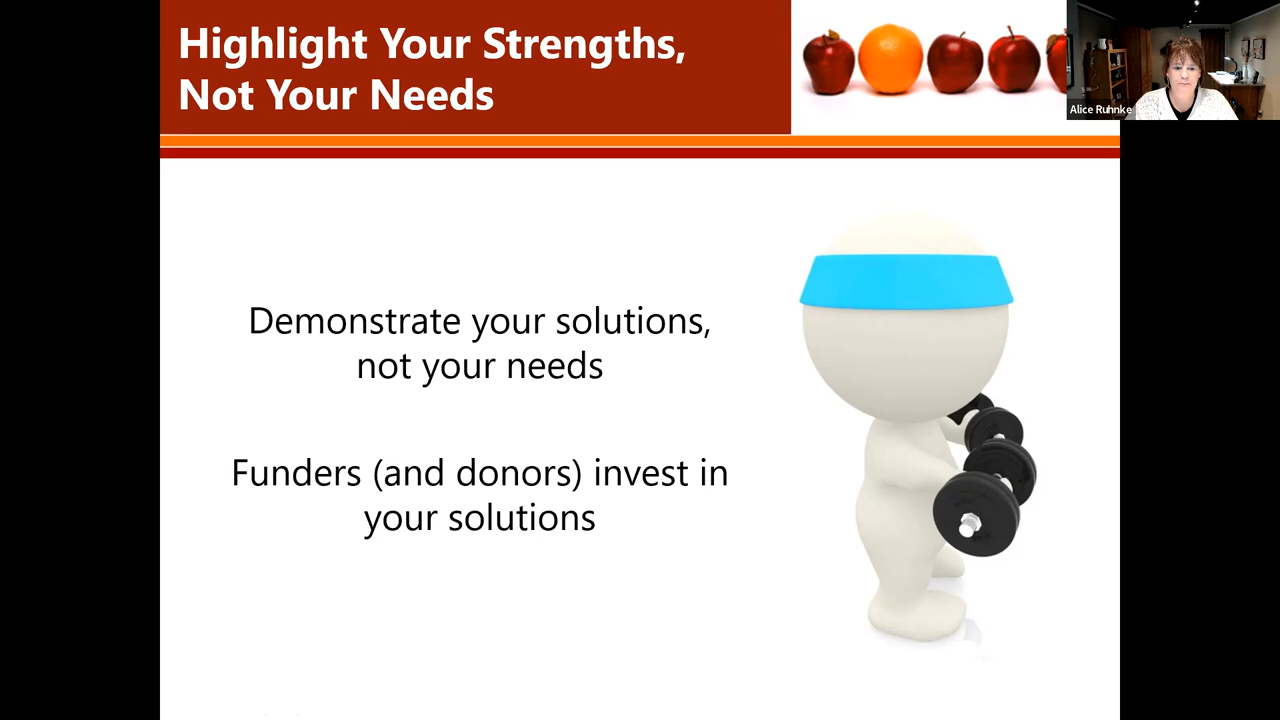 Highlight Your Strengths,
Not Your Needs
Alice Ruhnke
Demonstrate your solutions,
not your needs
Funders (and donors) invest in
your solutions